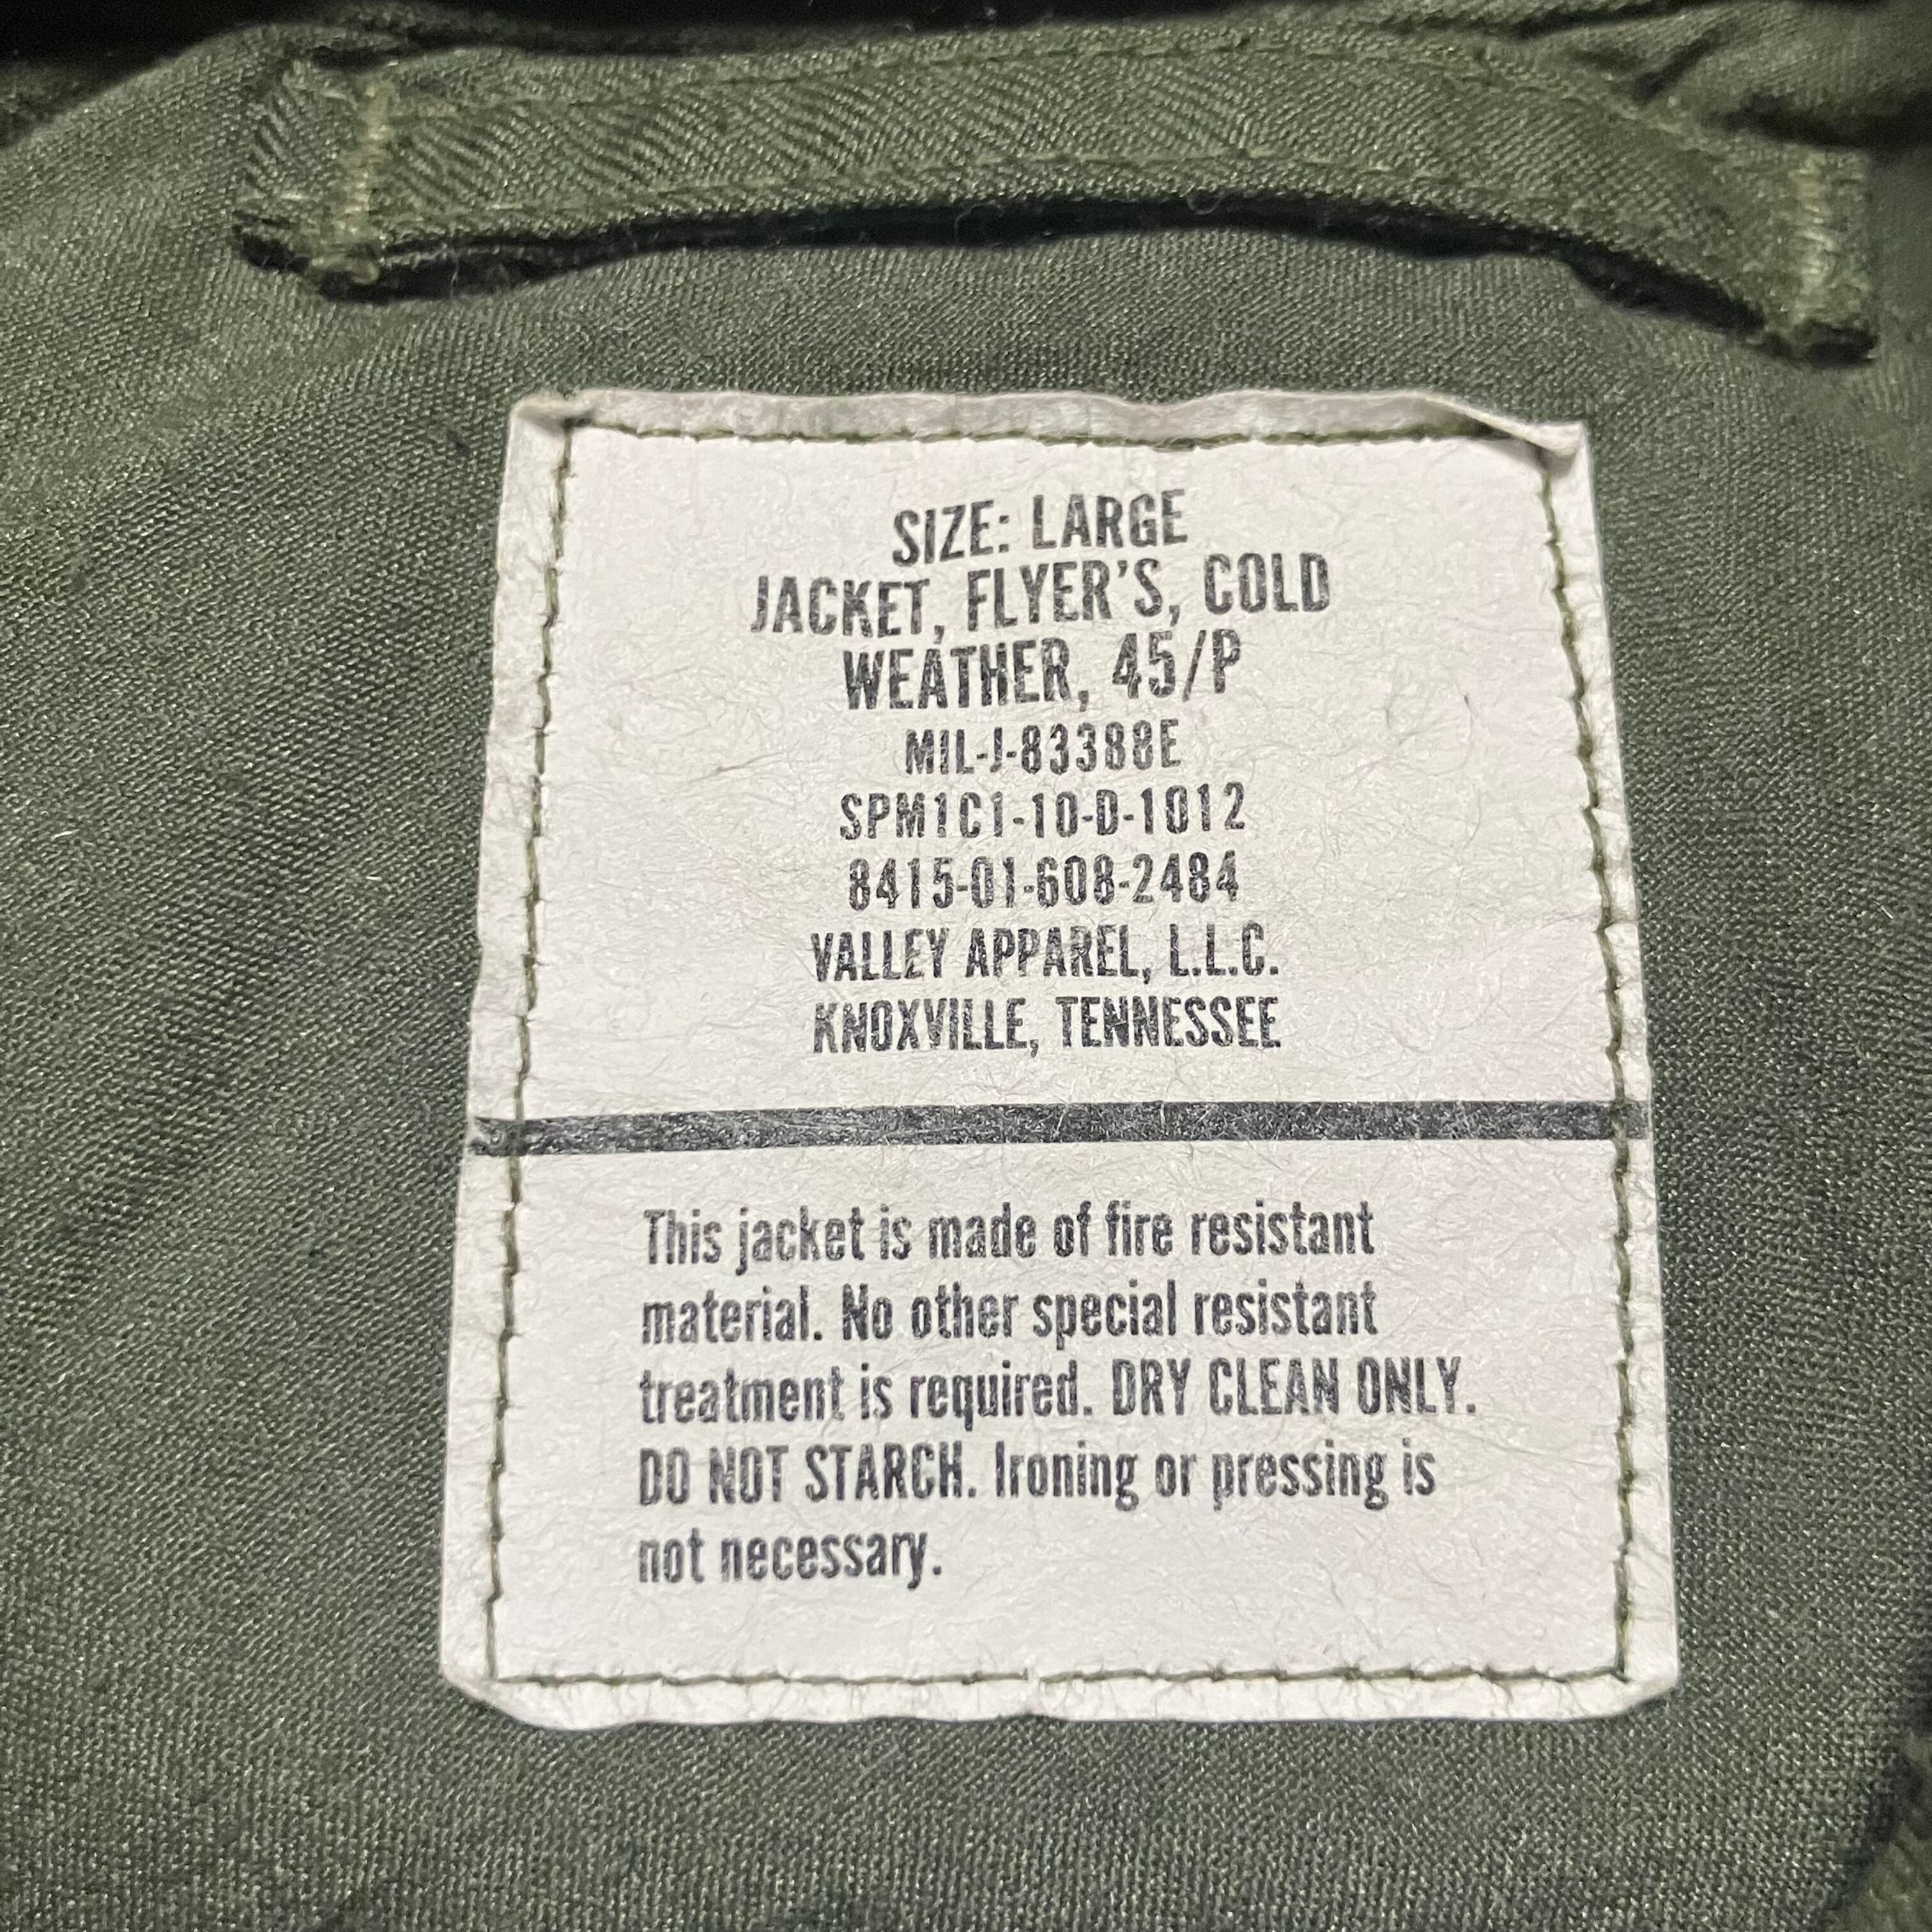 SIZE: LARGE
JACKET, FLYER'S, COLD
WEATHER, 45/P
MIL-J-83388E
SPM1C1-10-D-1012
8415-01-608-2484
VALLEY APPAREL, L.L.C.
KNOXVILLE, TENNESSEE
This jacket is made of fire resistant
material. No other special resistant
treatment is required. DRY CLEAN ONLY.
DO NOT STARCH. Ironing or pressing is
not necessary.